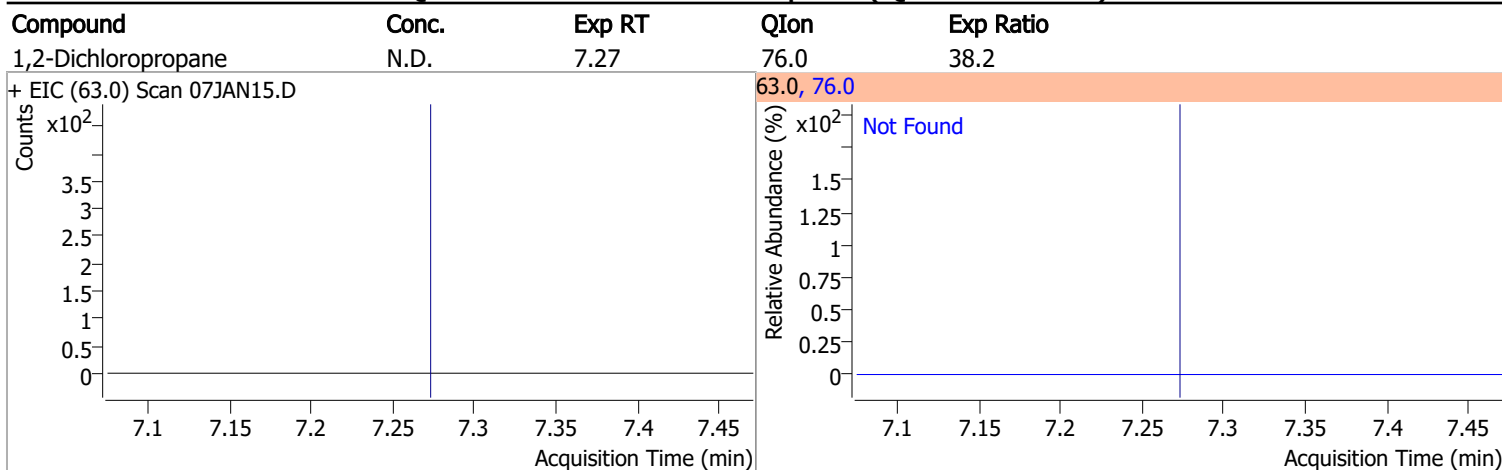 Compound Conc. Exp RT QIon Exp Ratio
1,2-Dichloropropane N.D. 7.27 76.0 38.2
+ EIC (63.0) Scan 07JAN15.D
Counts
x10²
3.5
3
2.5
2
1.5
1
0.5
0
7.1 7.15 7.2 7.25 7.3 7.35 7.4 7.45
Acquisition Time (min)
63.0, 76.0
Relative Abundance (%)
x10²
Not Found
1.5
1.25
1
0.75
0.5
0.25
0
7.1 7.15 7.2 7.25 7.3 7.35 7.4 7.45
Acquisition Time (min)